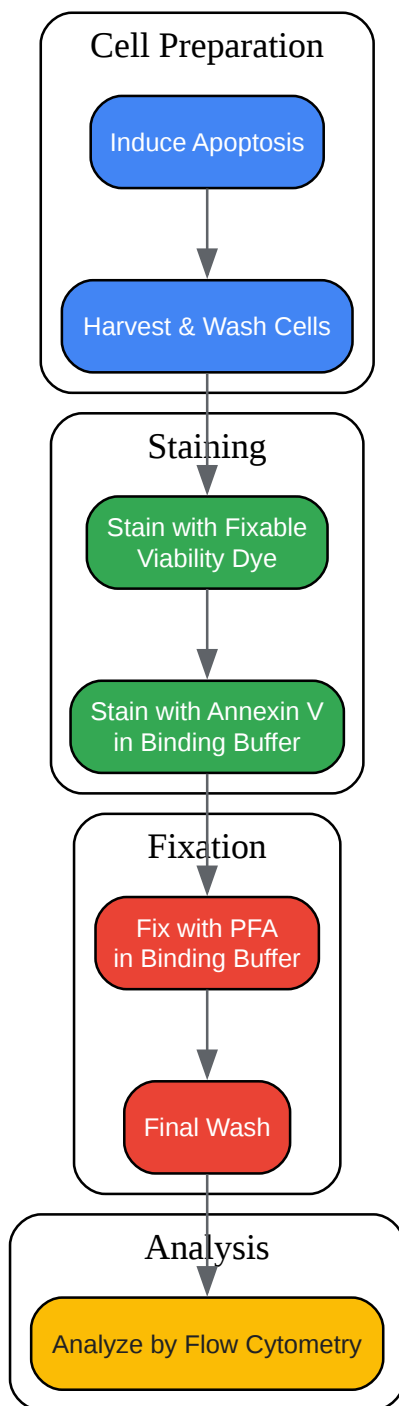 Cell Preparation
Induce Apoptosis
Harvest & Wash Cells
Staining
Stain with Fixable
Viability Dye
Stain with Annexin V
in Binding Buffer
Fixation
Fix with PFA
in Binding Buffer
Final Wash
Analysis
Analyze by Flow Cytometry